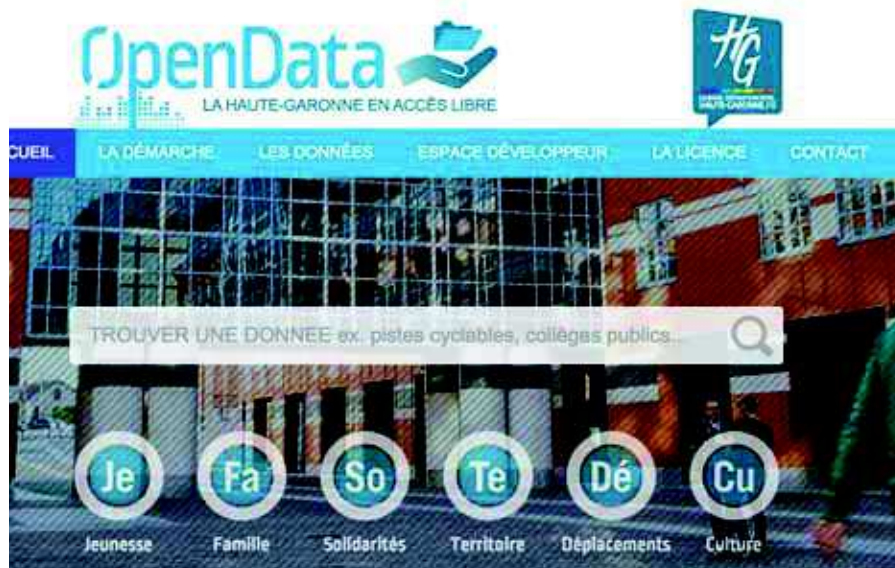 OpenData
LA HAUTE-GARONNE EN ACCÈS LIBRE
HG
HAUTE-GARONNE
CUEIL LA DÉMARCHE LES DONNÉES ESPACE DÉVELOPPEUR LA LICENCE CONTACT
TROUVER UNE DONNEE ex. pistes cyclables, collèges publics...
Je Fa So Te Dé Cu
Jeunesse Famille Solidarités Territoire Déplacements Culture